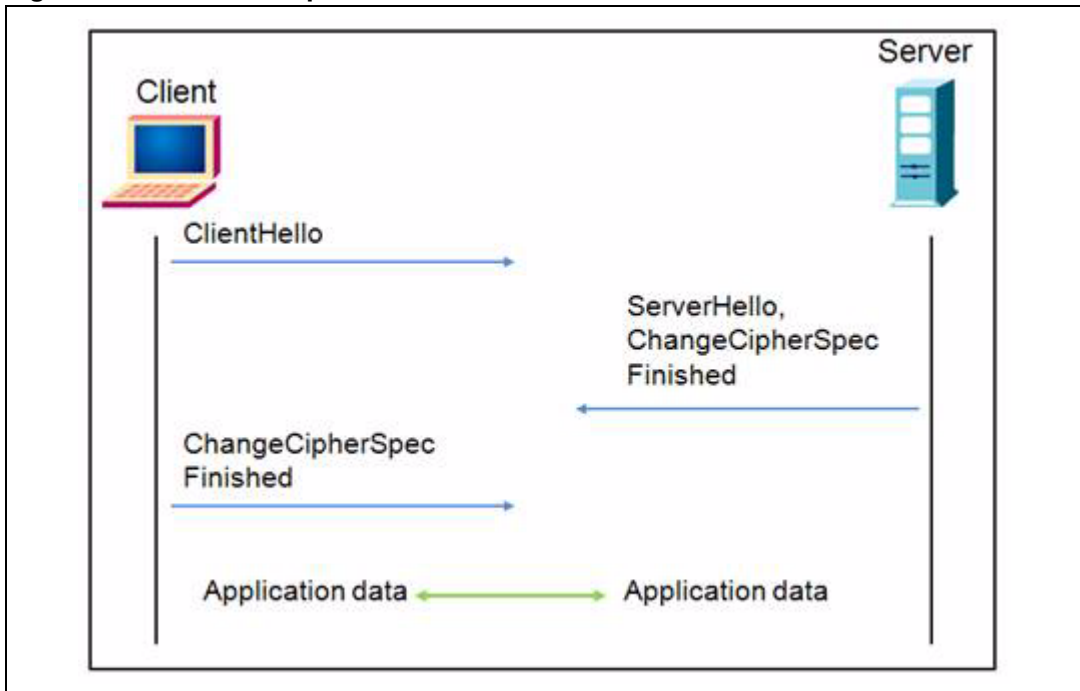 Server
Client
ClientHello
ServerHello,
ChangeCipherSpec
Finished
ChangeCipherSpec
Finished
Application data
Application data